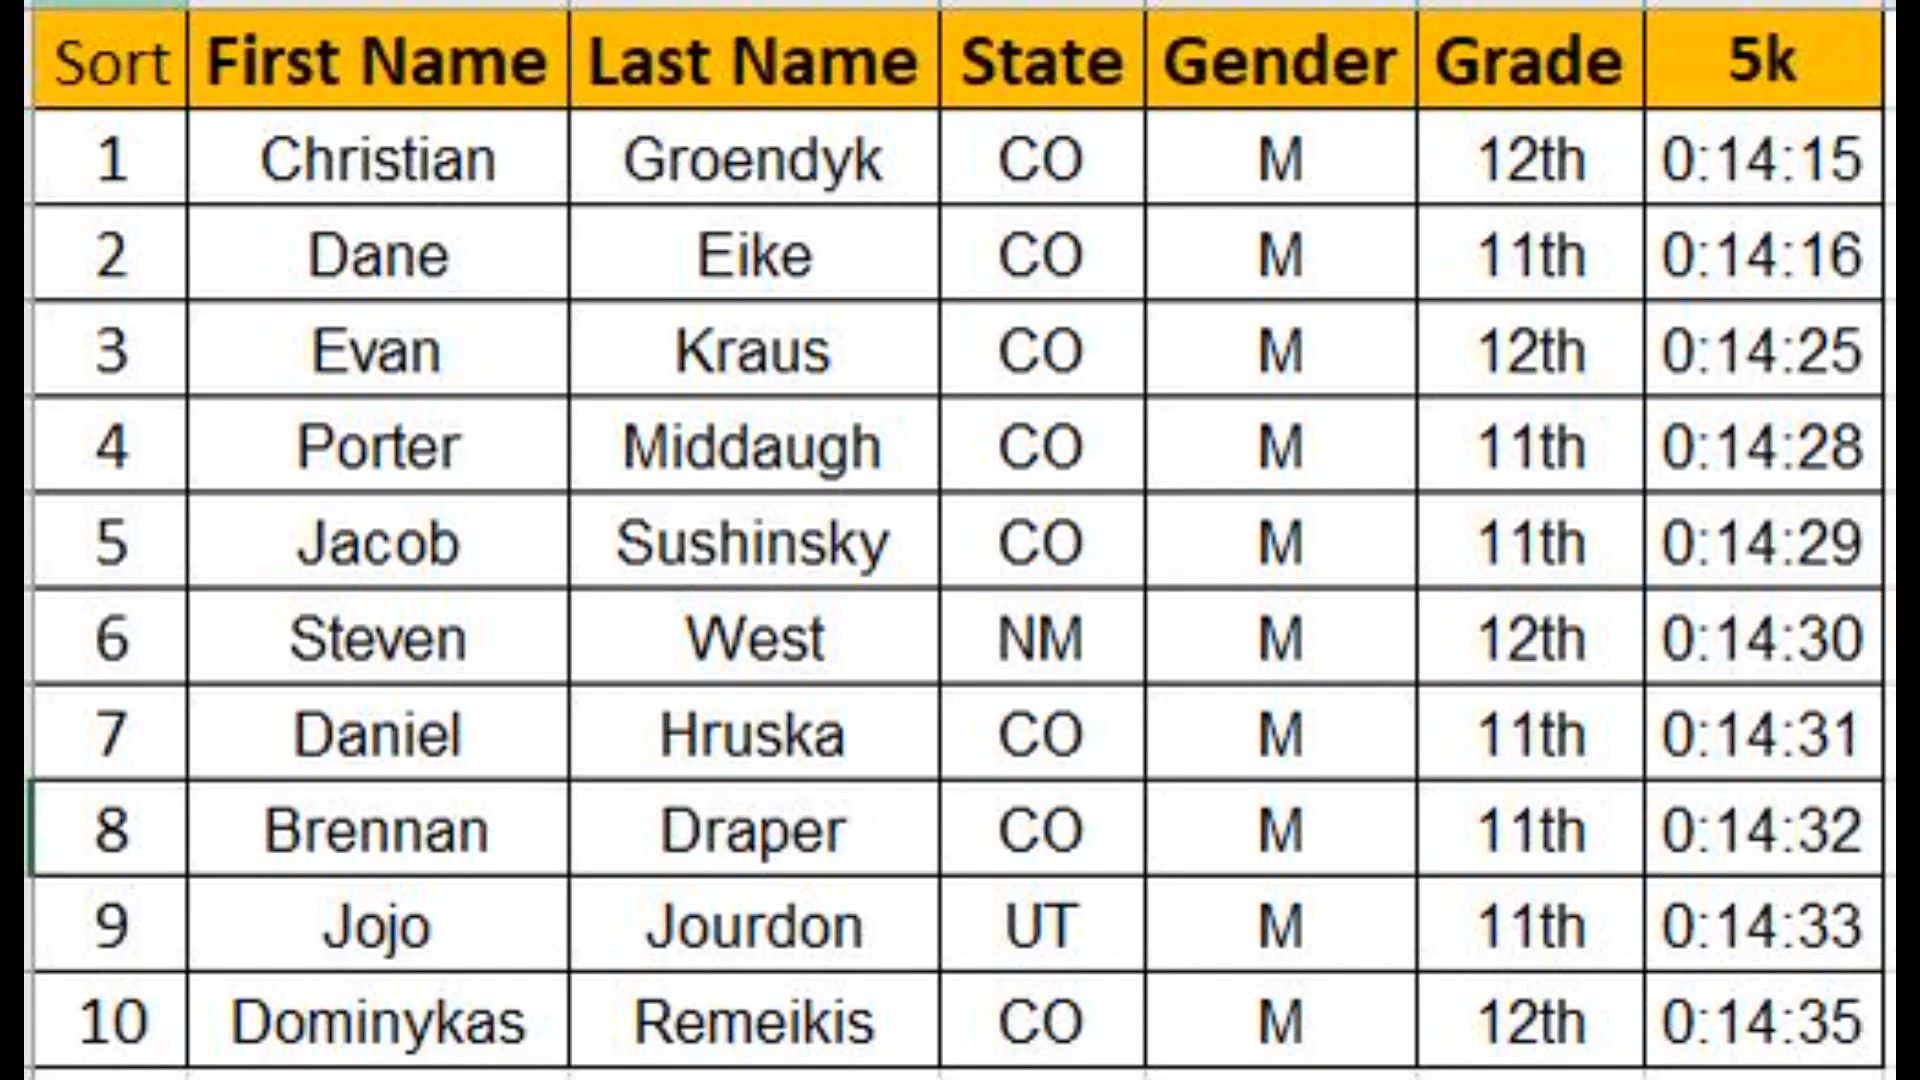 Sort First Name Last Name State Gender Grade 5k
1 Christian Groendyk CO M 12th 0:14:15
2 Dane Eike CO M 11th 0:14:16
3 Evan Kraus CO M 12th 0:14:25
4 Porter Middaugh CO M 11th 0:14:28
5 Jacob Sushinsky CO M 11th 0:14:29
6 Steven West NM M 12th 0:14:30
7 Daniel Hruska CO M 11th 0:14:31
8 Brennan Draper CO M 11th 0:14:32
9 Jojo Jourdon UT M 11th 0:14:33
10 Dominykas Remeikis CO M 12th 0:14:35